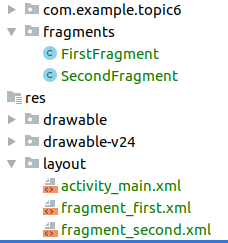 com.example.topic6
fragments
FirstFragment
SecondFragment
res
drawable
drawable-v24
layout
activity_main.xml
fragment_first.xml
fragment_second.xml